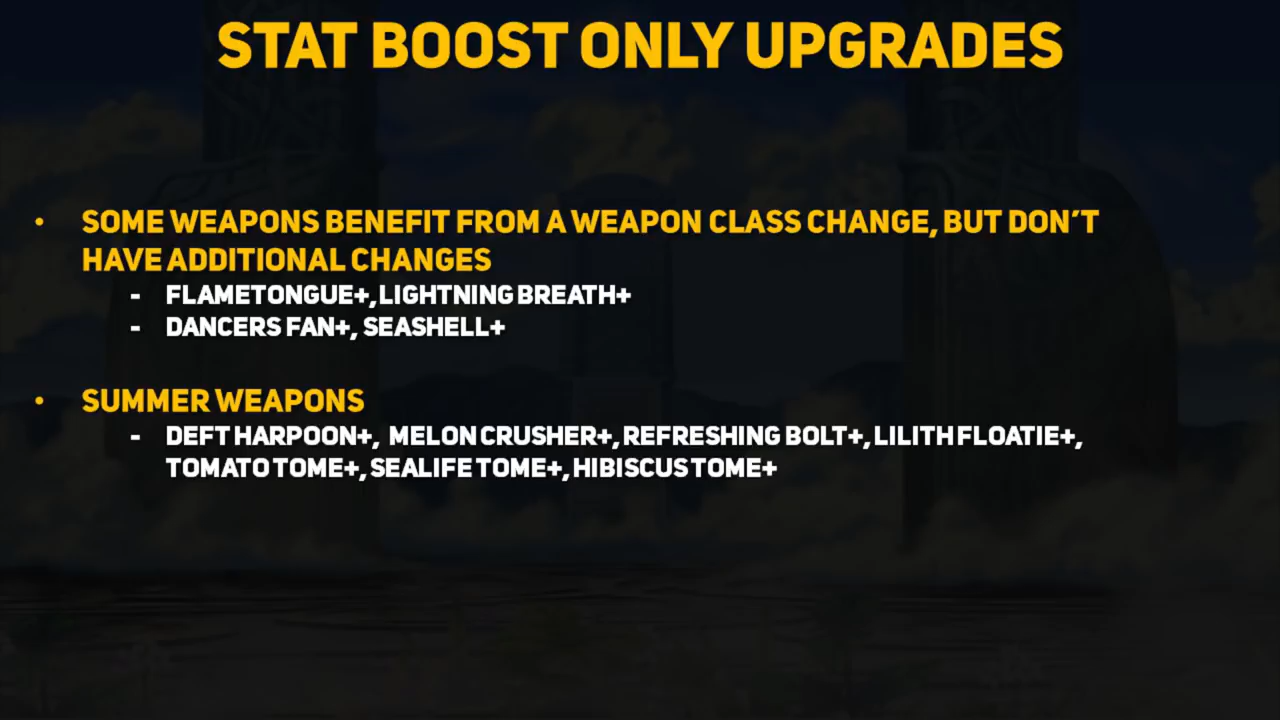 STAT BOOST ONLY UPGRADES
• SOME WEAPONS BENEFIT FROM A WEAPON CLASS CHANGE, BUT DON'T
HAVE ADDITIONAL CHANGES
- FLAMETONGUE+, LIGHTNING BREATH+
- DANCERS FAN+, SEASHELL+
• SUMMER WEAPONS
- DEFT HARPOON+, MELON CRUSHER+, REFRESHING BOLT+, LILITH FLOATIE+,
TOMATO TOME+, SEALIFE TOME+, HIBISCUS TOME+